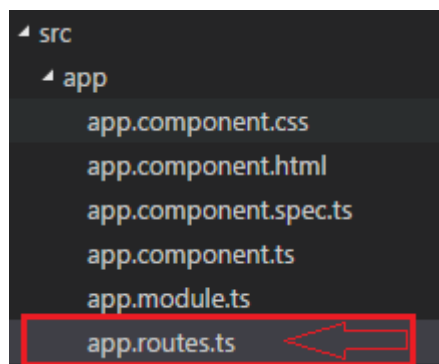 src
app
app.component.css
app.component.html
app.component.spec.ts
app.component.ts
app.module.ts
app.routes.ts